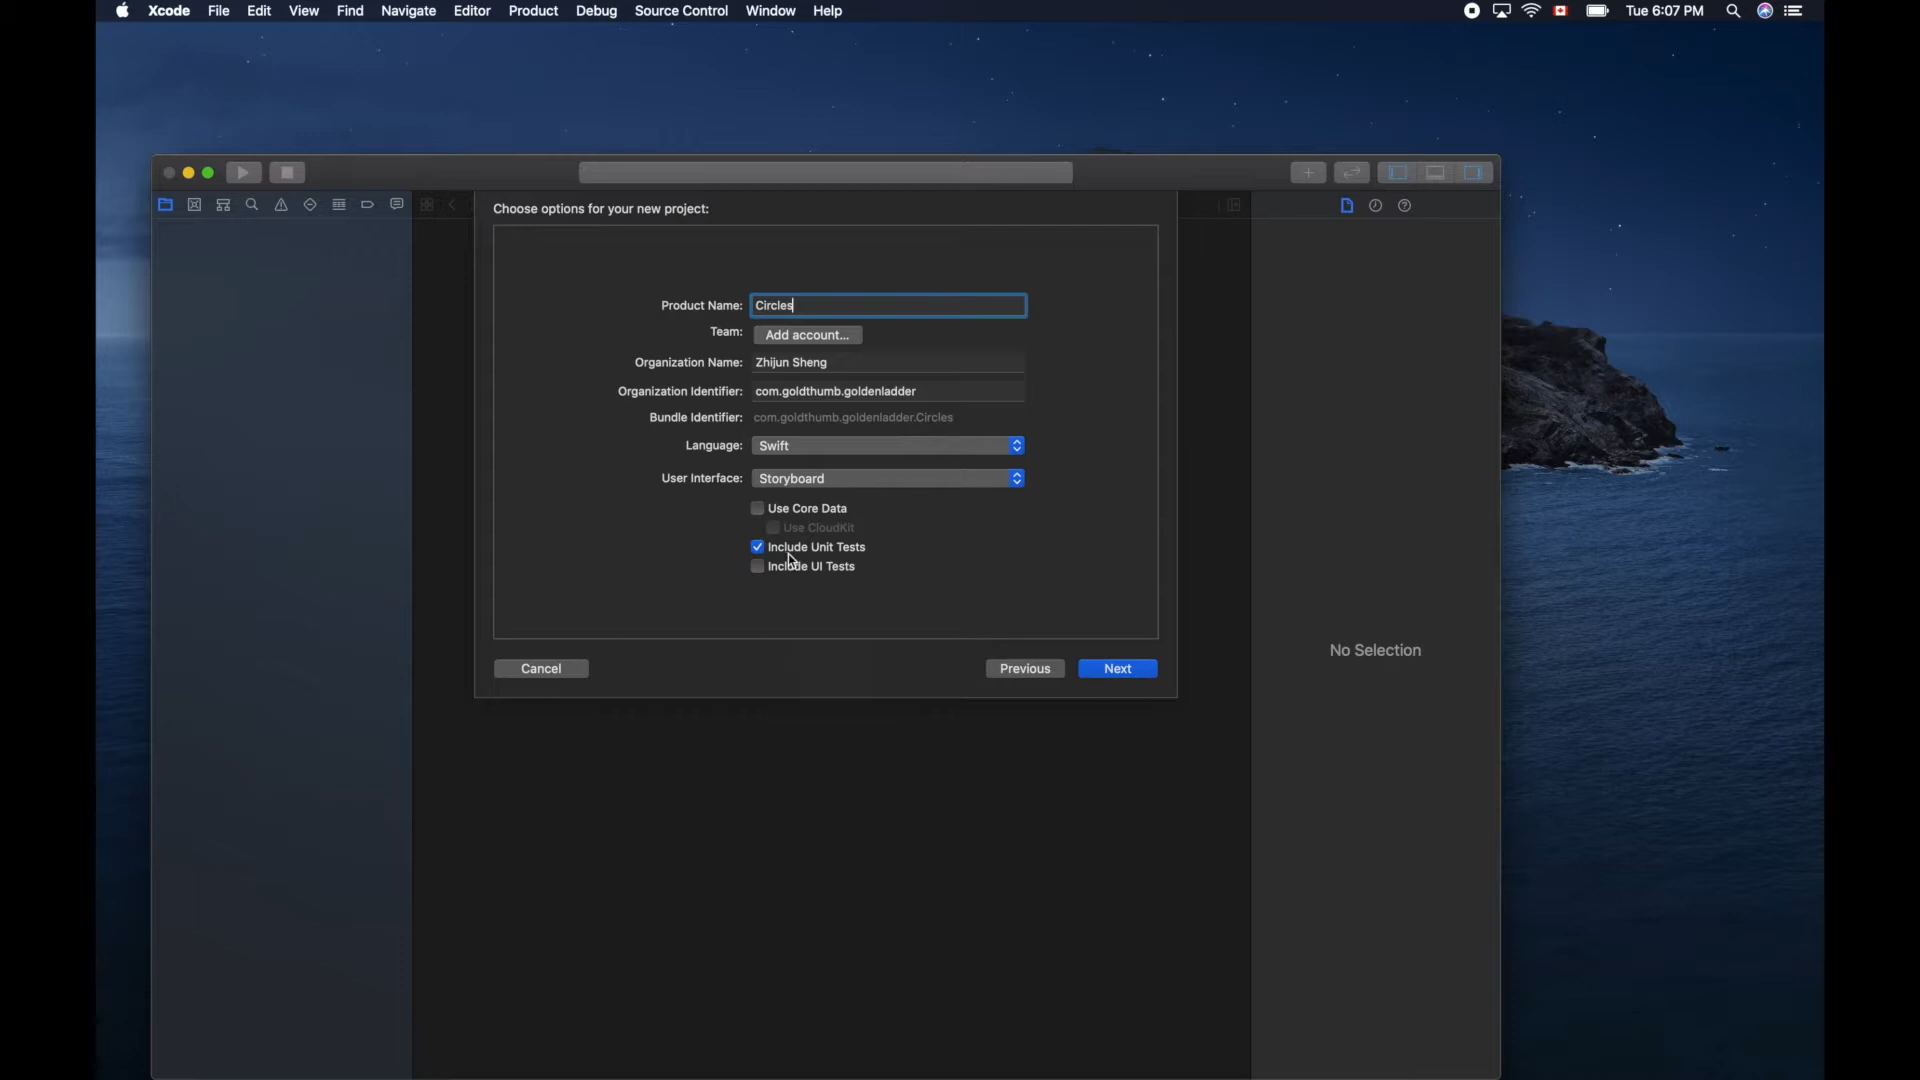 Xcode File Edit View Find Navigate Editor Product Debug Source Control Window Help Tue 6:07 PM
Choose options for your new project:
Product Name: Circles
Team: Add account...
Organization Name: Zhijun Sheng
Organization Identifier: com.goldthumb.goldenladder
Bundle Identifier: com.goldthumb.goldenladder.Circles
Language: Swift
User Interface: Storyboard
Use Core Data
Use CloudKit
Include Unit Tests
Include UI Tests
No Selection
Cancel Previous Next